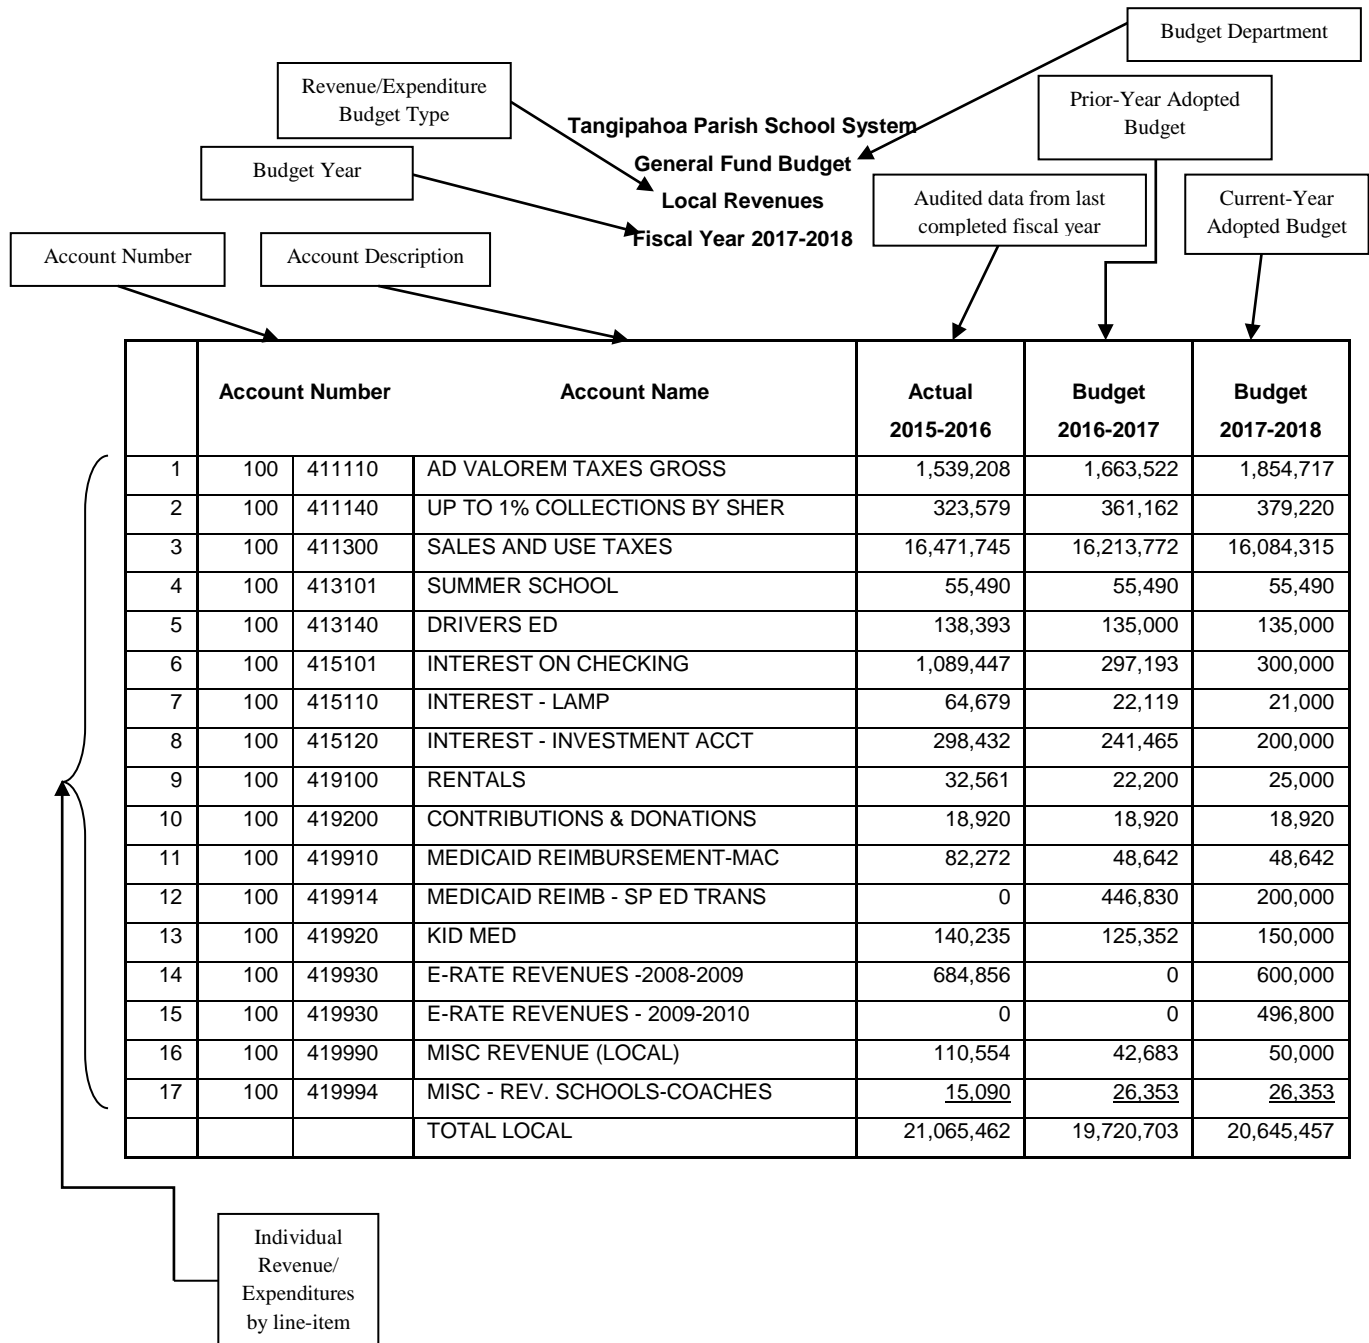 Budget Department
Revenue/Expenditure
Budget Type
Prior-Year Adopted
Budget
Tangipahoa Parish School System
General Fund Budget
Budget Year
Local Revenues
Audited data from last
completed fiscal year
Current-Year
Adopted Budget
Fiscal Year 2017-2018
Account Number
Account Description
Account Number Account Name Actual 2015-2016 Budget 2016-2017 Budget 2017-2018
1 100 411110 AD VALOREM TAXES GROSS 1,539,208 1,663,522 1,854,717
2 100 411140 UP TO 1% COLLECTIONS BY SHER 323,579 361,162 379,220
3 100 411300 SALES AND USE TAXES 16,471,745 16,213,772 16,084,315
4 100 413101 SUMMER SCHOOL 55,490 55,490 55,490
5 100 413140 DRIVERS ED 138,393 135,000 135,000
6 100 415101 INTEREST ON CHECKING 1,089,447 297,193 300,000
7 100 415110 INTEREST - LAMP 64,679 22,119 21,000
8 100 415120 INTEREST - INVESTMENT ACCT 298,432 241,465 200,000
9 100 419100 RENTALS 32,561 22,200 25,000
10 100 419200 CONTRIBUTIONS & DONATIONS 18,920 18,920 18,920
11 100 419910 MEDICAID REIMBURSEMENT-MAC 82,272 48,642 48,642
12 100 419914 MEDICAID REIMB - SP ED TRANS 0 446,830 200,000
13 100 419920 KID MED 140,235 125,352 150,000
14 100 419930 E-RATE REVENUES -2008-2009 684,856 0 600,000
15 100 419930 E-RATE REVENUES - 2009-2010 0 0 496,800
16 100 419990 MISC REVENUE (LOCAL) 110,554 42,683 50,000
17 100 419994 MISC - REV. SCHOOLS-COACHES 15,090 26,353 26,353
TOTAL LOCAL 21,065,462 19,720,703 20,645,457
Individual
Revenue/
Expenditures
by line-item